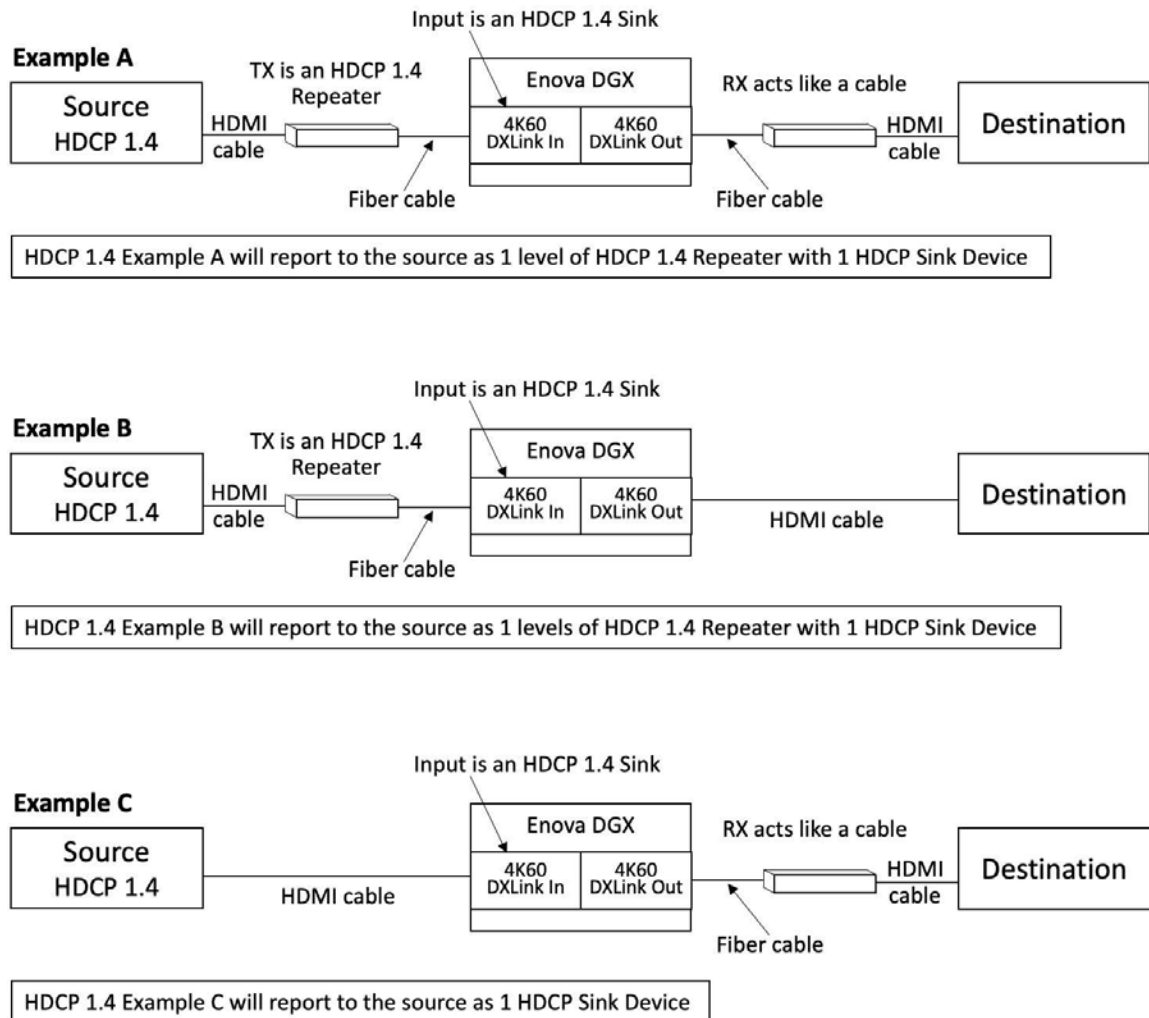 Input is an HDCP 1.4 Sink
Example A
TX is an HDCP 1.4
Repeater
Enova DGX
RX acts like a cable
Source
HDCP 1.4
HDMI
cable
4K60
DXLink In
4K60
DXLink Out
HDMI
cable
Destination
Fiber cable
Fiber cable
HDCP 1.4 Example A will report to the source as 1 level of HDCP 1.4 Repeater with 1 HDCP Sink Device
Input is an HDCP 1.4 Sink
Example B
TX is an HDCP 1.4
Repeater
Enova DGX
Source
HDCP 1.4
HDMI
cable
4K60
DXLink In
4K60
DXLink Out
HDMI cable
Destination
Fiber cable
HDCP 1.4 Example B will report to the source as 1 levels of HDCP 1.4 Repeater with 1 HDCP Sink Device
Input is an HDCP 1.4 Sink
Example C
Enova DGX
RX acts like a cable
Source
HDCP 1.4
HDMI cable
4K60
DXLink In
4K60
DXLink Out
HDMI
cable
Destination
Fiber cable
HDCP 1.4 Example C will report to the source as 1 HDCP Sink Device